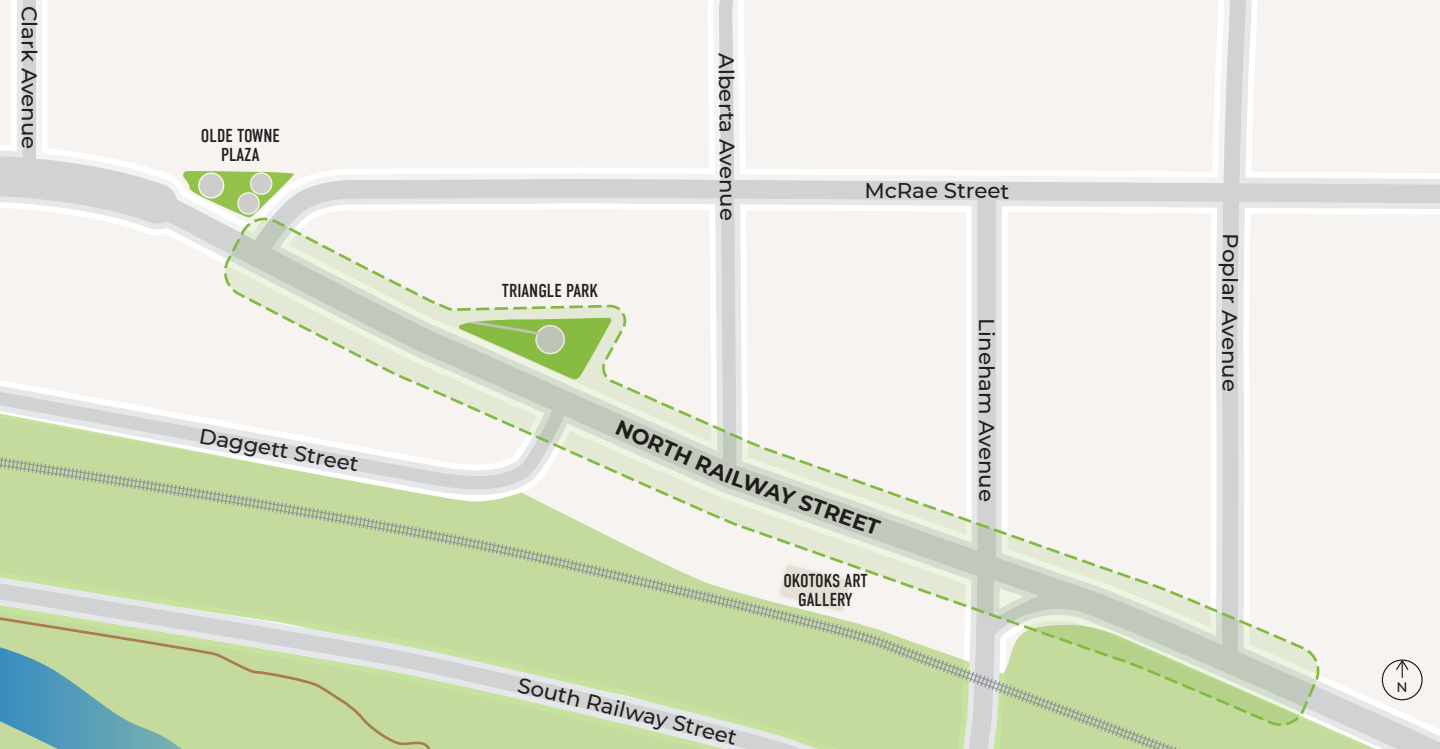 Clark Avenue
OLDE TOWNE
PLAZA
Alberta Avenue
McRae Street
Poplar Avenue
TRIANGLE PARK
Lineham Avenue
Daggett Street
NORTH RAILWAY STREET
OKOTOKS ART
GALLERY
South Railway Street
N